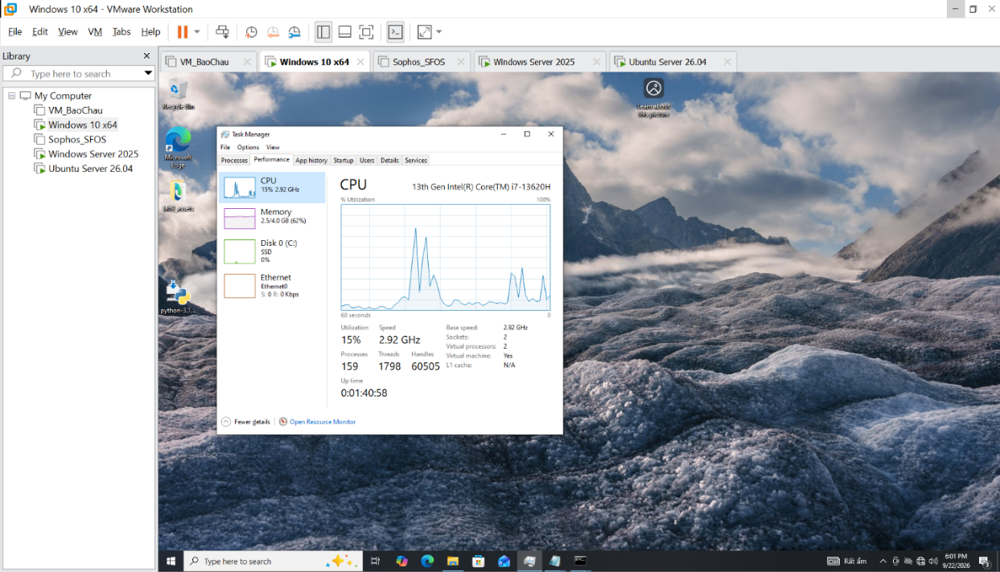 Windows 10 x64 - VMware Workstation
File Edit View VM Tabs Help
Library
Type here to search
My Computer
VM_BaoChau
Windows 10 x64
Sophos_SFOS
Windows Server 2025
Ubuntu Server 26.04
VM_BaoChau
Windows 10 x64
Sophos_SFOS
Windows Server 2025
Ubuntu Server 26.04
Recycle Bin
Microsoft
Edge
python-3.1...
Learn about
this picture
Task Manager
File Options View
Processes Performance App history Startup Users Details Services
CPU
15% 2.92 GHz
Memory
2.5/4.0 GB (62%)
Disk 0 (C:)
SSD
0%
Ethernet
Ethernet0
S: 0 R: 0 Kbps
CPU 13th Gen Intel(R) Core(TM) i7-13620H
% Utilization 100%
60 seconds 0
Utilization Speed
15% 2.92 GHz
Processes Threads Handles
159 1798 60505
Up time
0:01:40:58
Base speed: 2.92 GHz
Sockets: 2
Virtual processors: 2
Virtual machine: Yes
L1 cache: N/A
Fewer details Open Resource Monitor
Type here to search
Rất ẩm
6:01 PM
9/22/2026
3